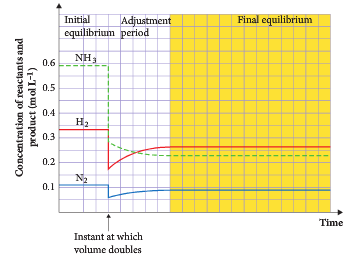 Initial
equilibrium
Adjustment
period
Final equilibrium
Concentration of reactants and
product (mol L⁻¹)
0.6
0.5
0.4
0.3
0.2
0.1
NH₃
H₂
N₂
Time
Instant at which
volume doubles